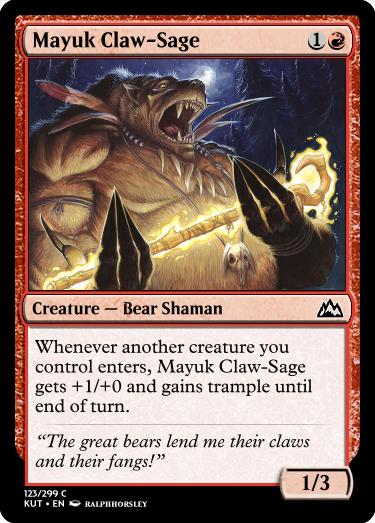 Mayuk Claw-Sage 1
Creature — Bear Shaman
Whenever another creature you
control enters, Mayuk Claw-Sage
gets +1/+0 and gains trample until
end of turn.
“The great bears lend me their claws
and their fangs!”
1/3
123/299 C
KUT • EN RALPHHORSLEY